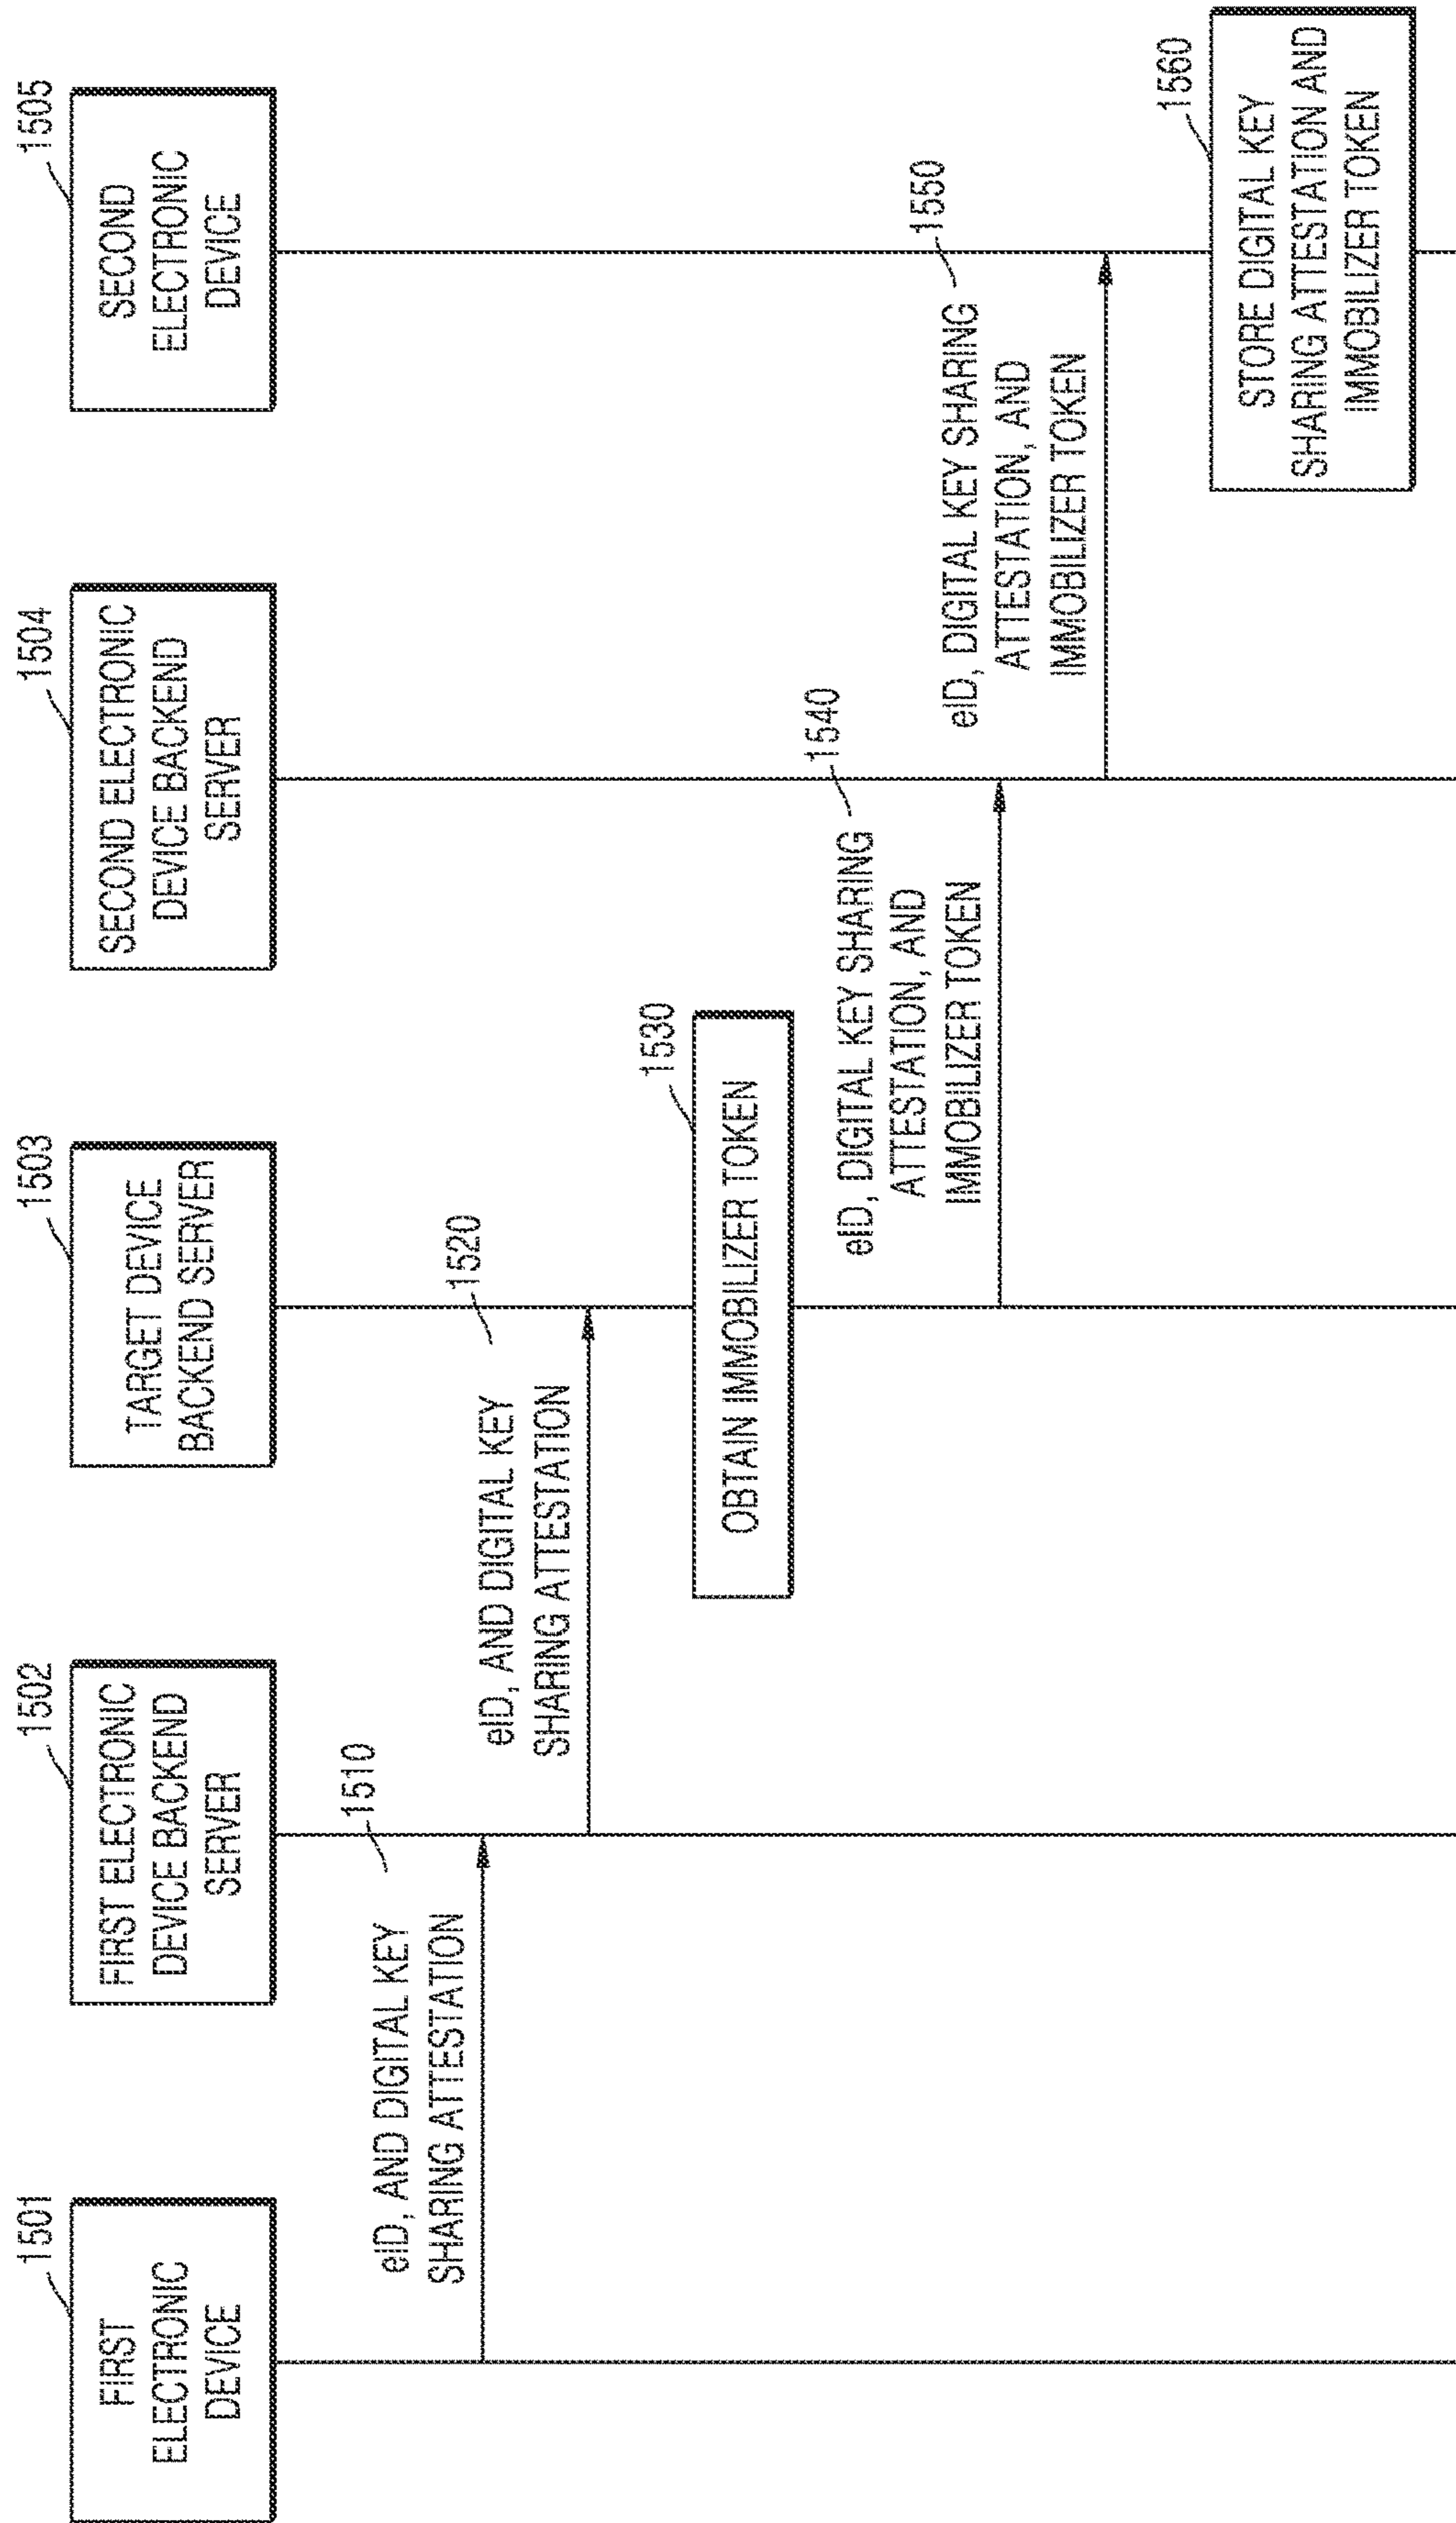 1501
FIRST
ELECTRONIC
DEVICE
1502
FIRST ELECTRONIC
DEVICE BACKEND
SERVER
1503
TARGET DEVICE
BACKEND SERVER
1504
SECOND ELECTRONIC
DEVICE BACKEND
SERVER
1505
SECOND
ELECTRONIC
DEVICE
1510
eID, AND DIGITAL KEY
SHARING ATTESTATION
1520
eID, AND DIGITAL KEY
SHARING ATTESTATION
1530
OBTAIN IMMOBILIZER TOKEN
1540
eID, DIGITAL KEY SHARING
ATTESTATION, AND
IMMOBILIZER TOKEN
1550
eID, DIGITAL KEY SHARING
ATTESTATION, AND
IMMOBILIZER TOKEN
1560
STORE DIGITAL KEY
SHARING ATTESTATION AND
IMMOBILIZER TOKEN